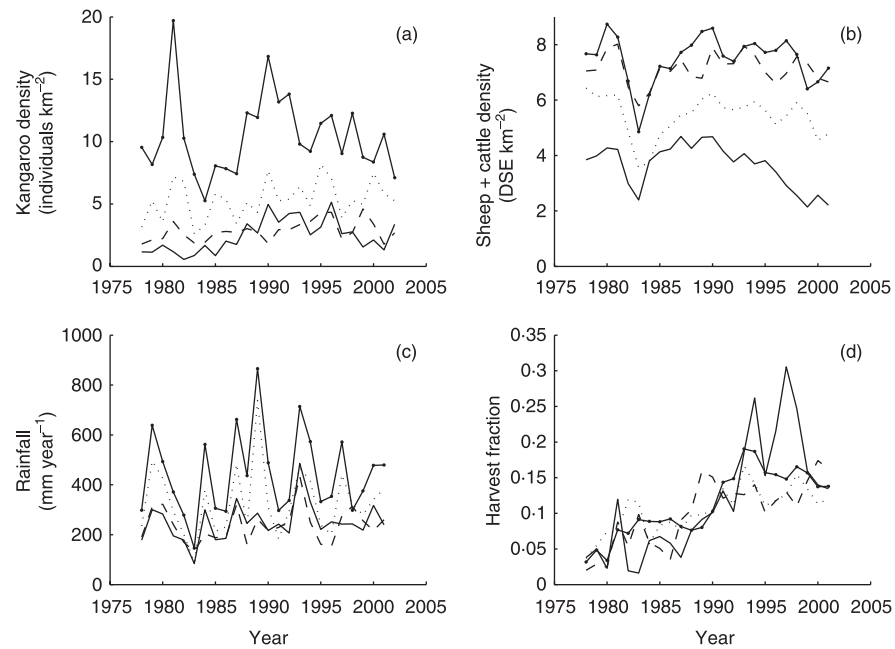 (a)
20
15
10
5
0
Kangaroo density
(individuals km⁻²)
1975 1980 1985 1990 1995 2000 2005
(b)
8
6
4
2
0
Sheep + cattle density
(DSE km⁻²)
1975 1980 1985 1990 1995 2000 2005
(c)
1000
800
600
400
200
0
Rainfall
(mm year⁻¹)
1975 1980 1985 1990 1995 2000 2005
Year
(d)
0·35
0·3
0·25
0·2
0·15
0·1
0·05
0
Harvest fraction
1975 1980 1985 1990 1995 2000 2005
Year